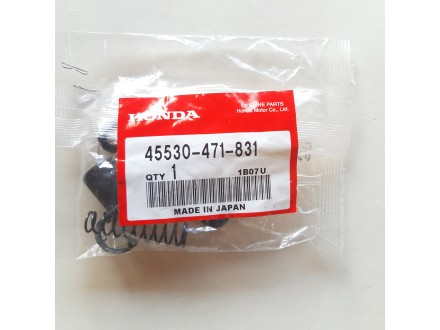 HONDA
GENUINE PARTS
Honda Motor Co., Ltd.
45530-471-831
QTY 1
1B07U
MADE IN JAPAN